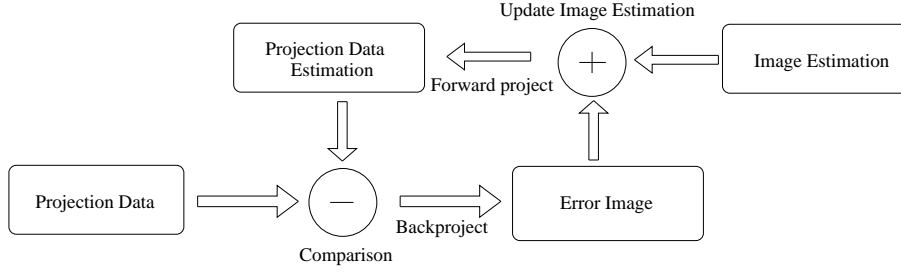 Update Image Estimation
Projection Data
Estimation
+
Image Estimation
Forward project
Projection Data
−
Error Image
Backproject
Comparison